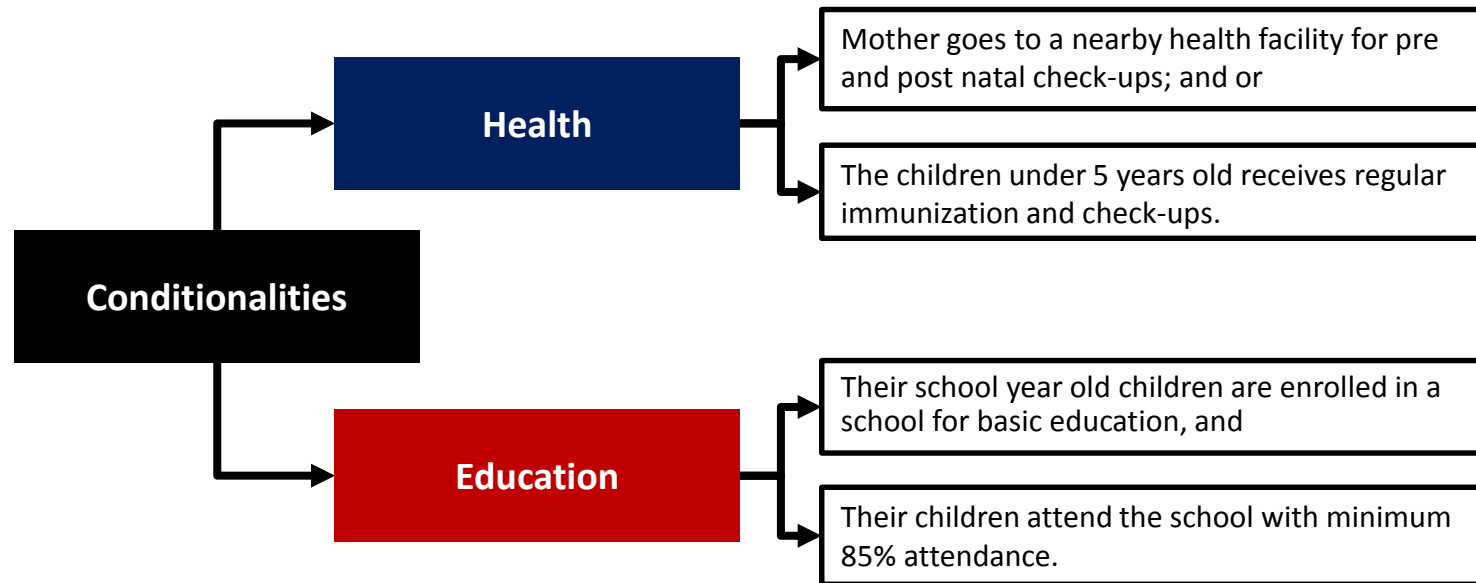 Mother goes to a nearby health facility for pre
and post natal check-ups; and or
Health
The children under 5 years old receives regular
immunization and check-ups.
Conditionalities
Their school year old children are enrolled in a
school for basic education, and
Education
Their children attend the school with minimum
85% attendance.